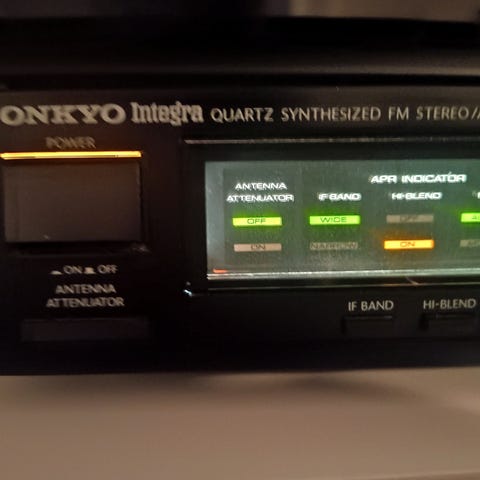 ONKYO Integra QUARTZ SYNTHESIZED FM STEREO/
POWER
APR INDICATOR
ANTENNA
ATTENUATOR
IF BAND
HI-BLEND
OFF
WIDE
OFF
ON
NARROW
ON
ON OFF
ANTENNA
ATTENUATOR
IF BAND
HI-BLEND